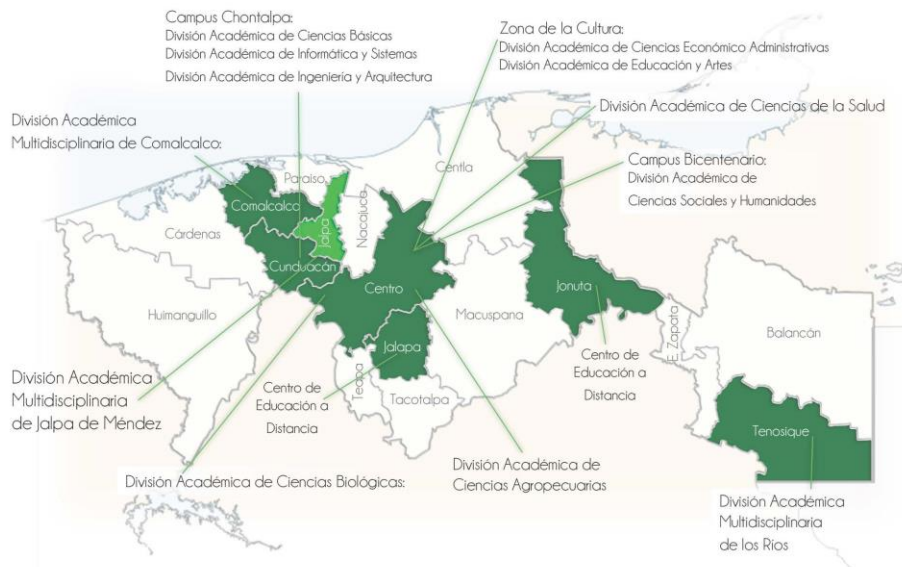 Campus Chontalpa:
División Académica de Ciencias Básicas
División Académica de Informática y Sistemas
División Académica de Ingeniería y Arquitectura
Zona de la Cultura:
División Académica de Ciencias Económico Administrativas
División Académica de Educación y Artes
División Académica de Ciencias de la Salud
División Académica
Multidisciplinaria de Comalcalco:
Campus Bicentenario:
División Académica de
Ciencias Sociales y Humanidades
Centla
Paraiso
Comalcalco
Jalpa
Nacajuca
Cárdenas
Cunduacán
Centro
Jonuta
Huimanguillo
Macuspana
E. Zapata
Balancán
Jalapa
Teapa
Tacotalpa
Tenosique
División Académica
Multidisciplinaria
de Jalpa de Méndez
Centro de
Educación a
Distancia
Centro de
Educación a
Distancia
División Académica de Ciencias Biológicas:
División Académica de
Ciencias Agropecuarias
División Académica
Multidisciplinaria
de los Ríos